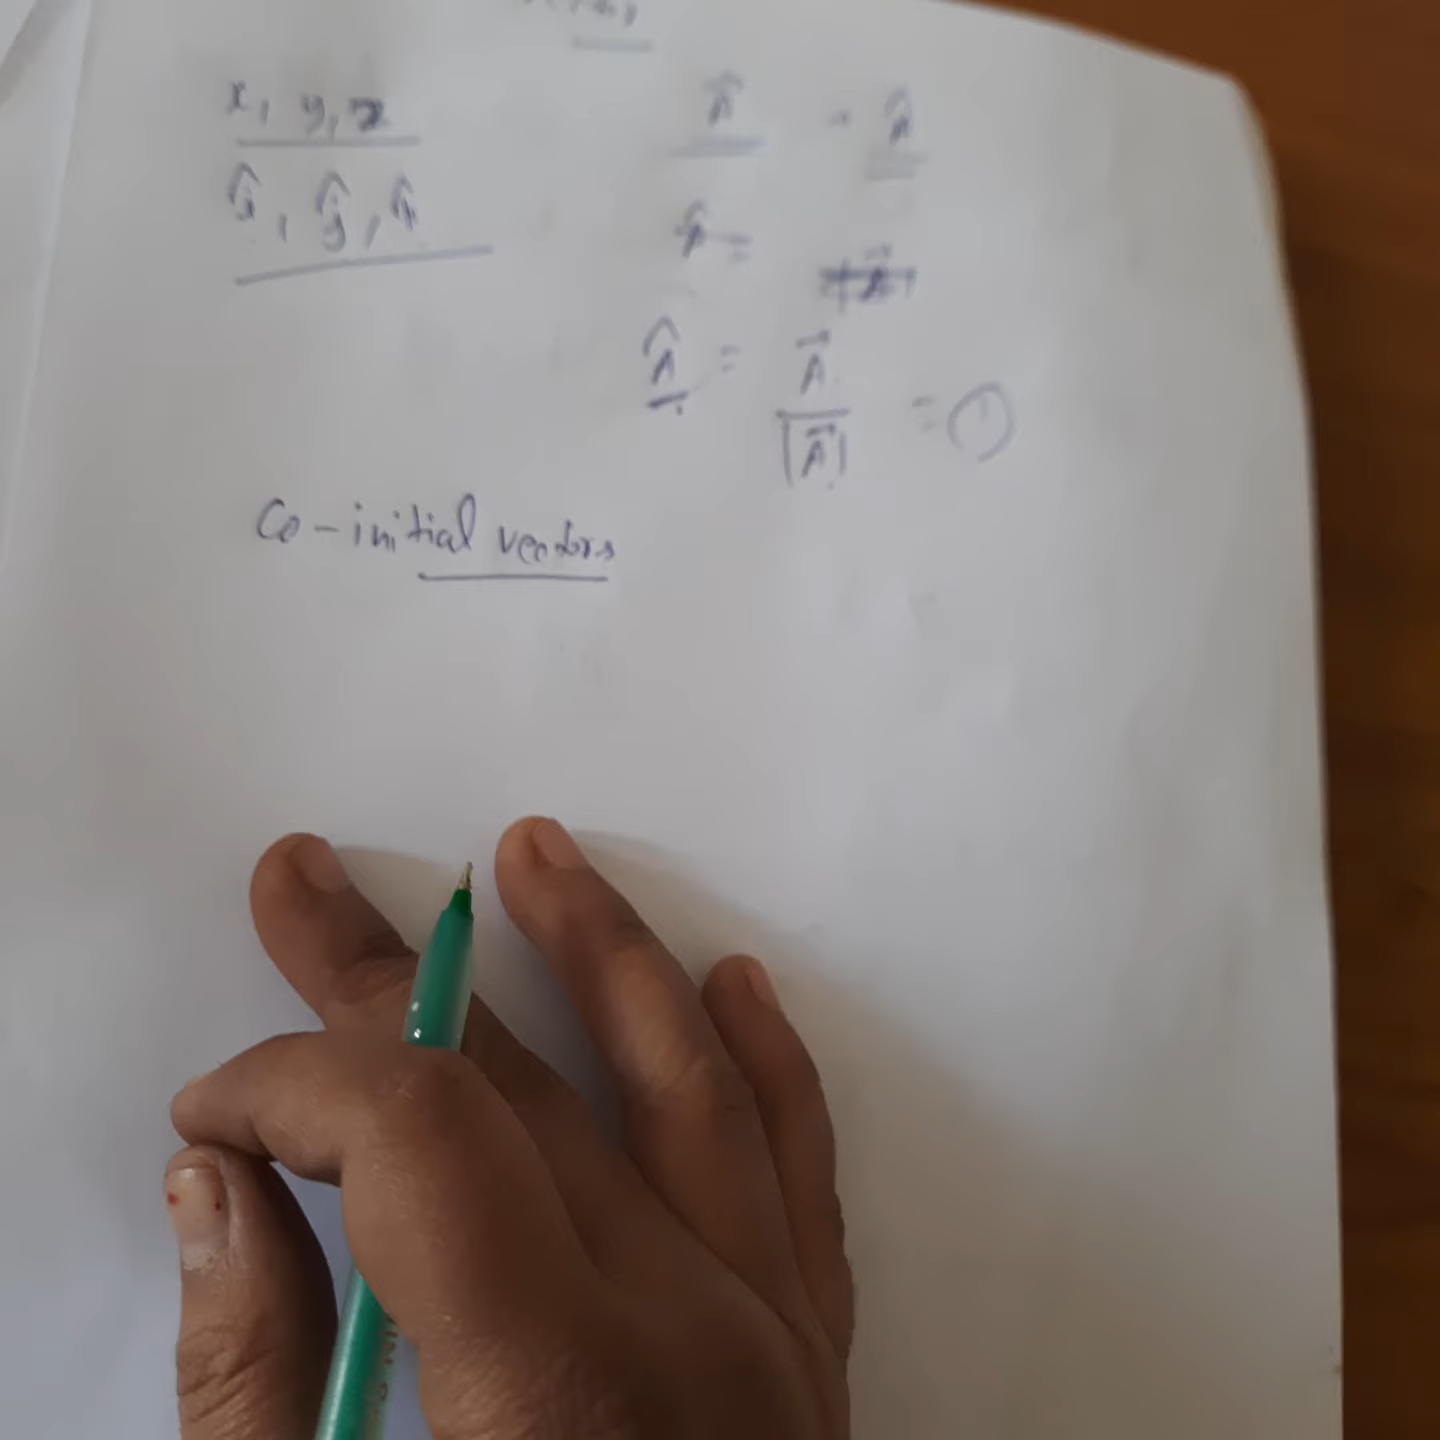 x, y, z
î, ĵ, k̂
A⃗ - Â
Â = A⃗ / |A⃗| = 1
Co-initial vectors